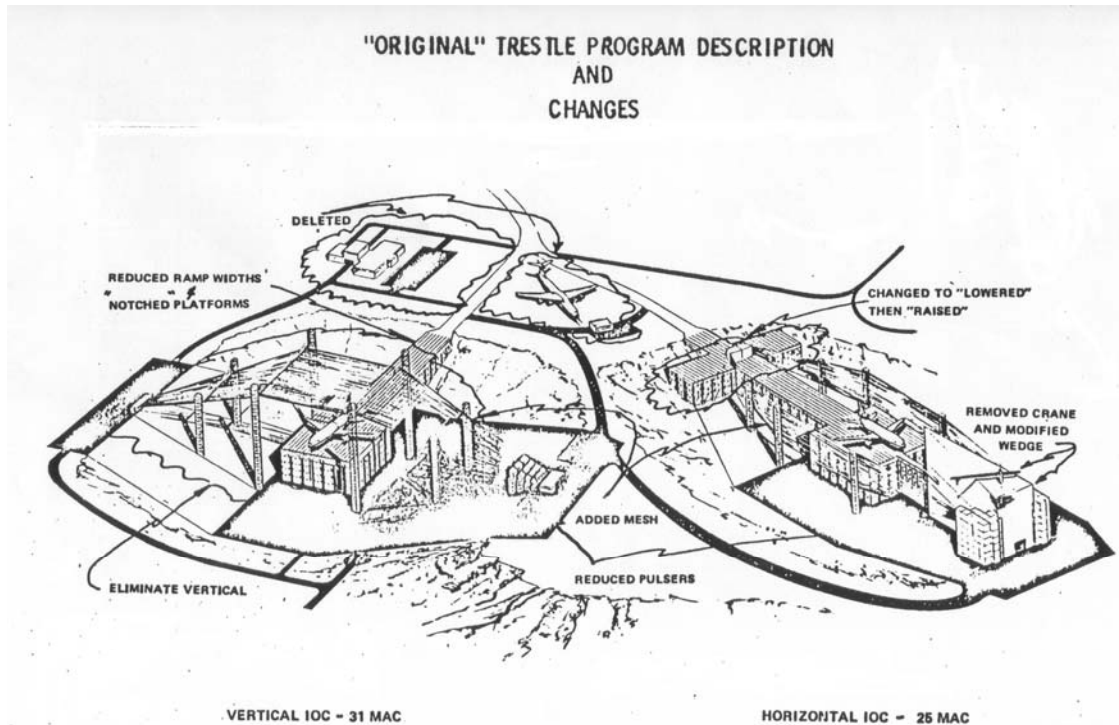 "ORIGINAL" TRESTLE PROGRAM DESCRIPTION
AND
CHANGES
DELETED
REDUCED RAMP WIDTHS
" & "
NOTCHED PLATFORMS
CHANGED TO "LOWERED"
THEN "RAISED"
REMOVED CRANE
AND MODIFIED
WEDGE
ADDED MESH
REDUCED PULSERS
ELIMINATE VERTICAL
VERTICAL IOC - 31 MAC
HORIZONTAL IOC - 25 MAC